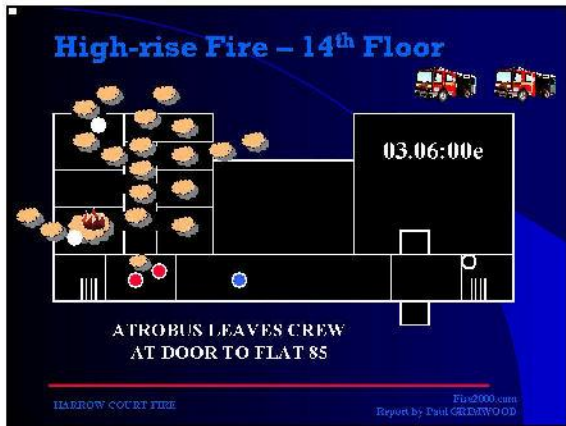 High-rise Fire – 14th Floor
03.06:00e
ATROBUS LEAVES CREW
AT DOOR TO FLAT 85
HARROW COURT FIRE
Fire2000.com
Report by Paul GRIMWOOD